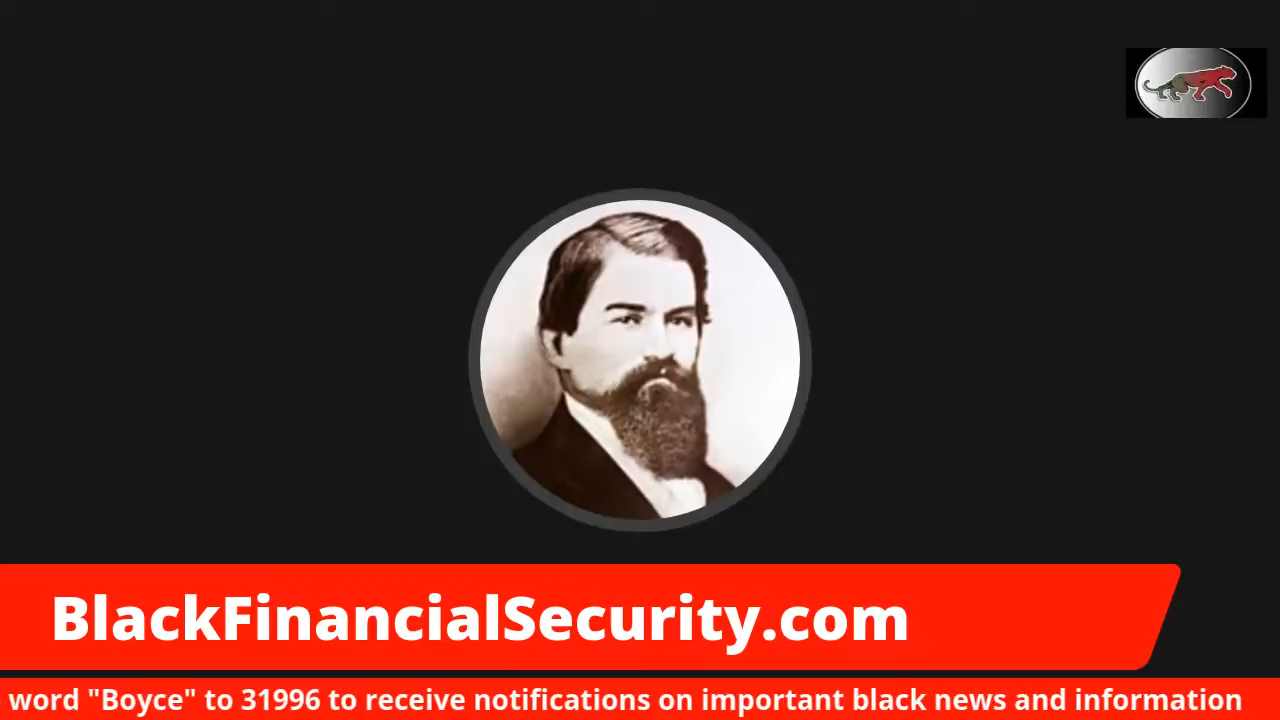 BlackFinancialSecurity.com
word "Boyce" to 31996 to receive notifications on important black news and information